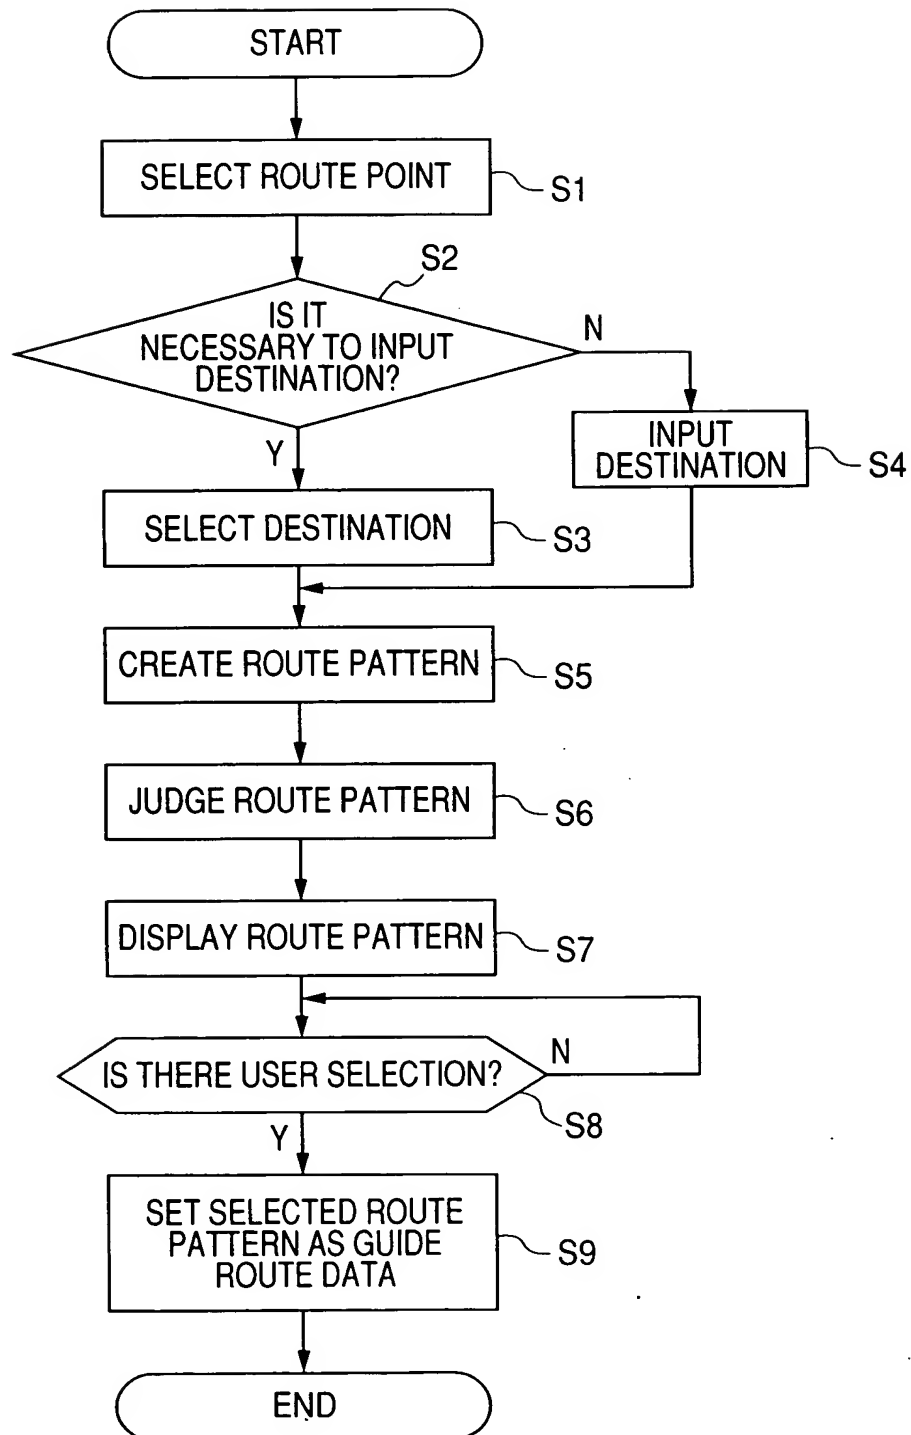 START
SELECT ROUTE POINT
S1
S2
IS IT
NECESSARY TO INPUT
DESTINATION?
N
Y
INPUT
DESTINATION
S4
SELECT DESTINATION
S3
CREATE ROUTE PATTERN
S5
JUDGE ROUTE PATTERN
S6
DISPLAY ROUTE PATTERN
S7
IS THERE USER SELECTION?
N
S8
Y
SET SELECTED ROUTE
PATTERN AS GUIDE
ROUTE DATA
S9
END